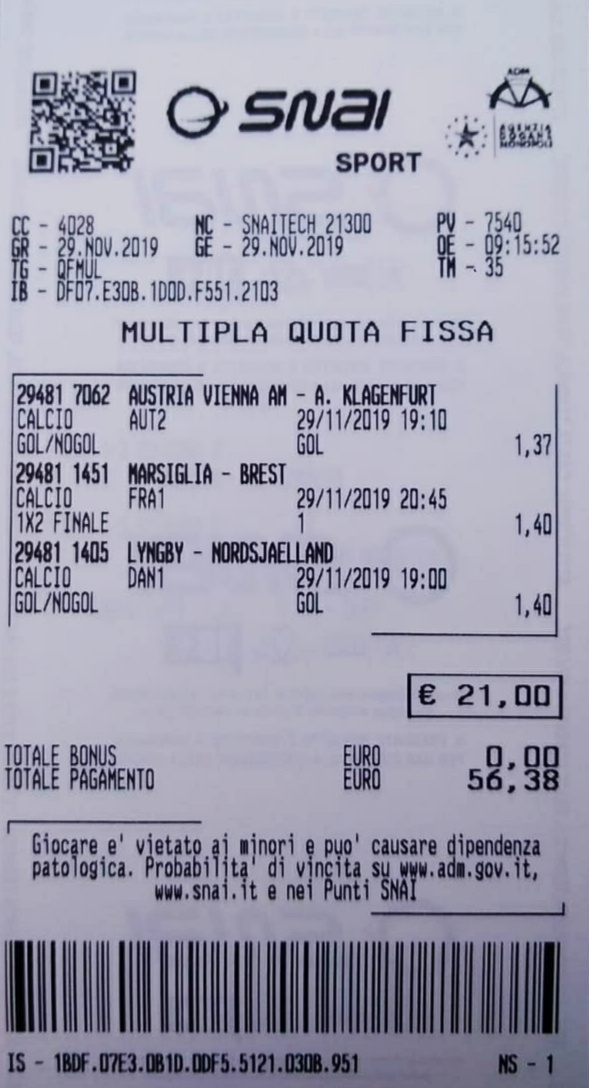 SNAI
SPORT
ADM
AGENZIA
DOGANE
MONOPOLI
CC - 4028 NC - SNAITECH 21300 PV - 7540
GR - 29.NOV.2019 GE - 29.NOV.2019 OE - 09:15:52
TG - QFMUL TM - 35
IB - DF07.E30B.1D0D.F551.2103
MULTIPLA QUOTA FISSA
29481 7062 AUSTRIA VIENNA AM - A. KLAGENFURT
CALCIO AUT2 29/11/2019 19:10
GOL/NOGOL GOL 1,37
29481 1451 MARSIGLIA - BREST
CALCIO FRA1 29/11/2019 20:45
1X2 FINALE 1 1,40
29481 1405 LYNGBY - NORDSJAELLAND
CALCIO DAN1 29/11/2019 19:00
GOL/NOGOL GOL 1,40
€ 21,00
TOTALE BONUS EURO 0,00
TOTALE PAGAMENTO EURO 56,38
Giocare e' vietato ai minori e puo' causare dipendenza
patologica. Probabilita' di vincita su www.adm.gov.it,
www.snai.it e nei Punti SNAI
IS - 1BDF.07E3.0B1D.0DF5.5121.030B.951 NS - 1